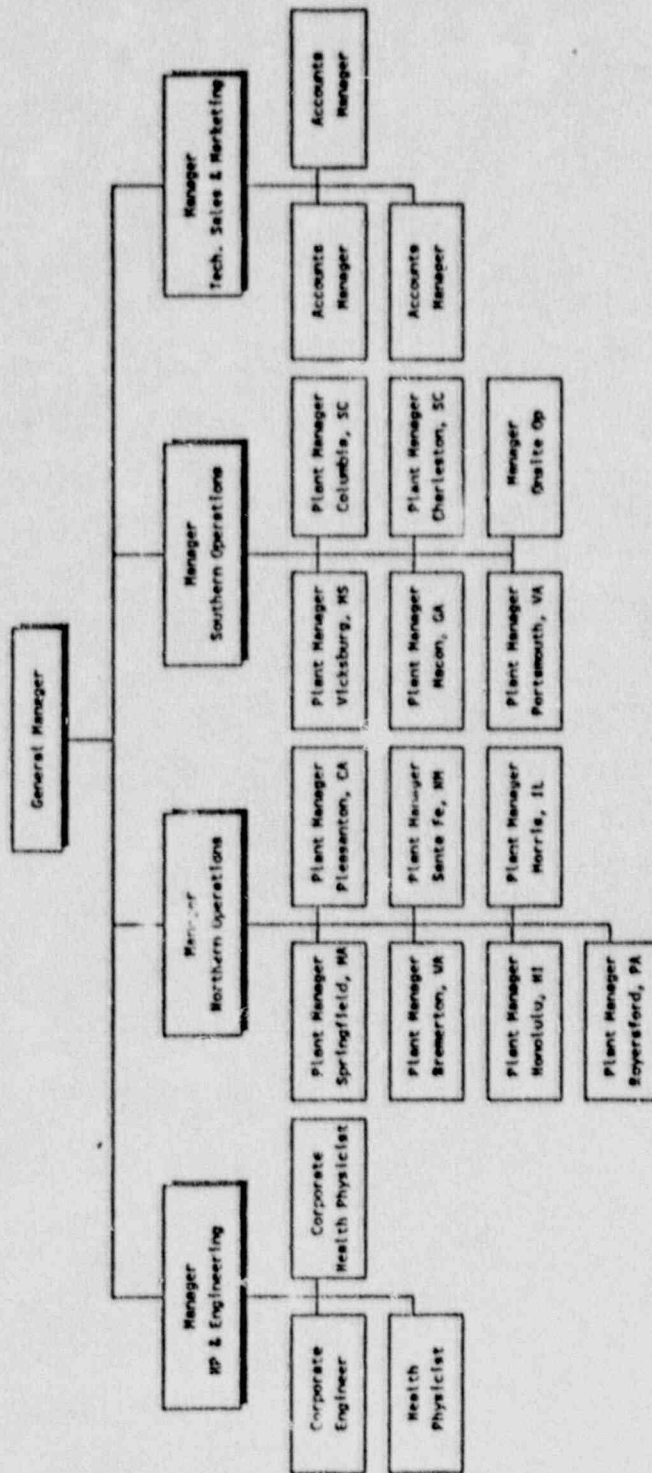 General Manager
Manager
HP & Engineering
Manager
Northern Operations
Manager
Southern Operations
Manager
Tech. Sales & Marketing
Corporate
Engineer
Corporate
Health Physicist
Health
Physicist
Plant Manager
Springfield, MA
Plant Manager
Pleasanton, CA
Plant Manager
Bremerton, WA
Plant Manager
Santa Fe, NM
Plant Manager
Honolulu, HI
Plant Manager
Morris, IL
Plant Manager
Royersford, PA
Plant Manager
Vicksburg, MS
Plant Manager
Columbia, SC
Plant Manager
Macon, GA
Plant Manager
Charleston, SC
Plant Manager
Portsmouth, VA
Manager
Onsite Op
Accounts
Manager
Accounts
Manager
Accounts
Manager